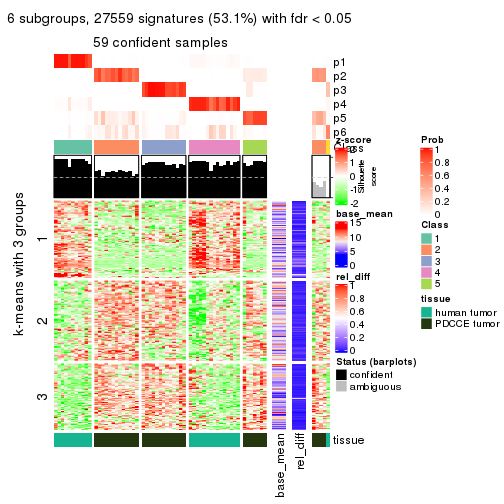 6 subgroups, 27559 signatures (53.1%) with fdr < 0.05
59 confident samples
p1
p2
p3
p4
p5
p6
Class
Silhouette
score
k-means with 3 groups
1
2
3
tissue
base_mean
rel_diff
z-score
2
1
0
-1
-2
base_mean
15
10
5
0
rel_diff
1
0.8
0.6
0.4
0.2
0
Status (barplots)
confident
ambiguous
Prob
1
0.8
0.6
0.4
0.2
0
Class
1
2
3
4
5
tissue
human tumor
PDCCE tumor